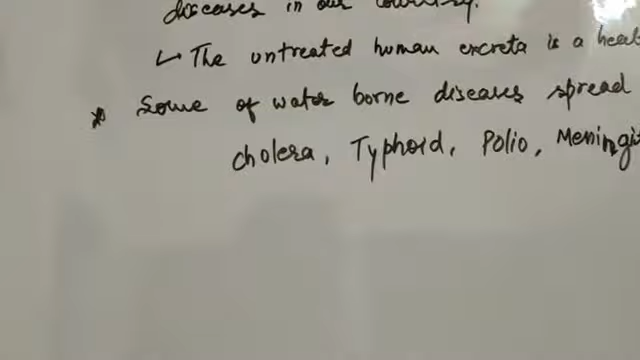 diseases in our country.
↳ The untreated human excreta is a heal
* Some of water borne diseases spread
cholera, Typhoid, Polio, Meningi